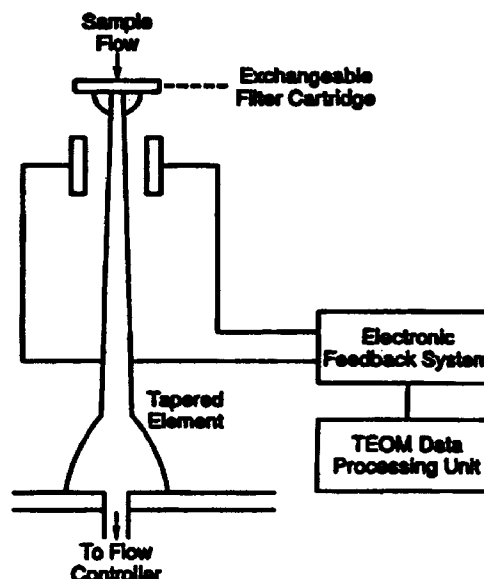 Sample
Flow
Exchangeable
Filter Cartridge
Electronic
Feedback System
Tapered
Element
TEOM Data
Processing Unit
To Flow
Controller